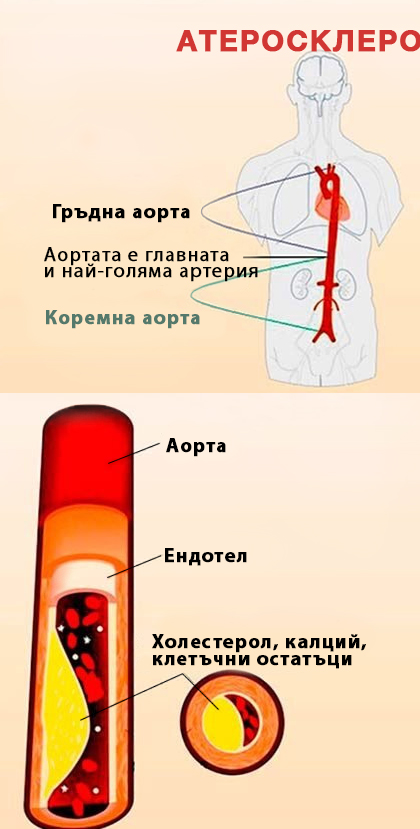 АТЕРОСКЛЕРО
Гръдна аорта
Аортата е главната
и най-голяма артерия
Коремна аорта
Аорта
Ендотел
Холестерол, калций,
клетъчни остатъци